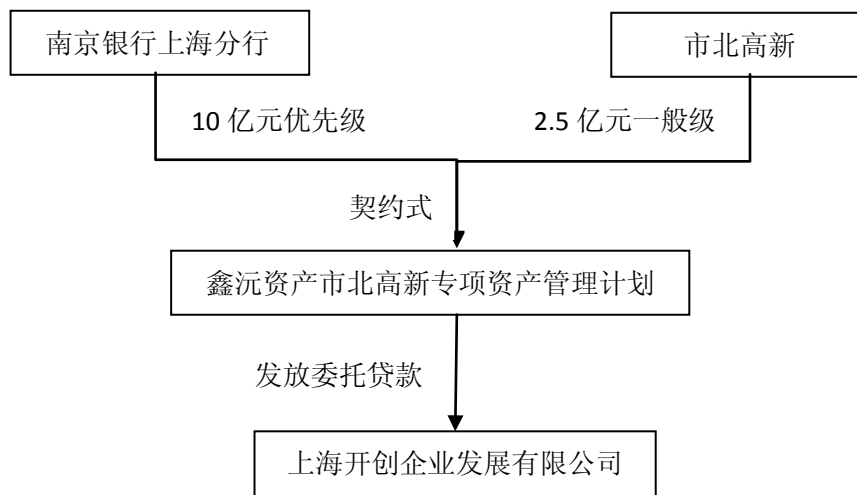 南京银行上海分行
市北高新
10 亿元优先级
2.5 亿元一般级
契约式
鑫沅资产市北高新专项资产管理计划
发放委托贷款
上海开创企业发展有限公司